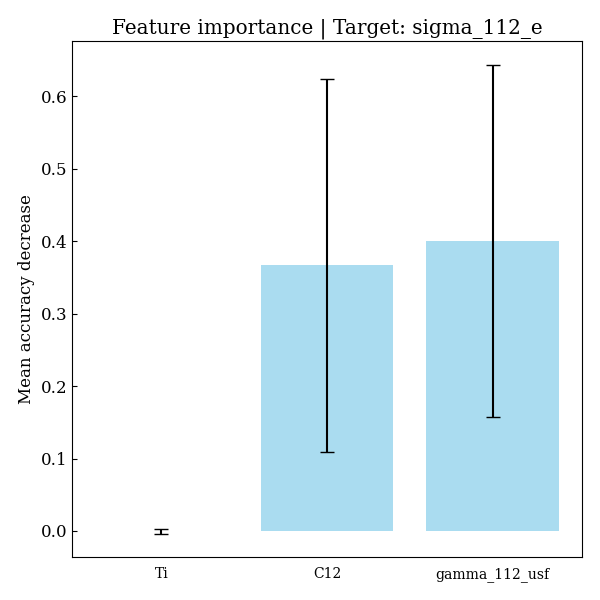 Feature importance | Target: sigma_112_e
Mean accuracy decrease
0.6
0.5
0.4
0.3
0.2
0.1
0.0
Ti
C12
gamma_112_usf